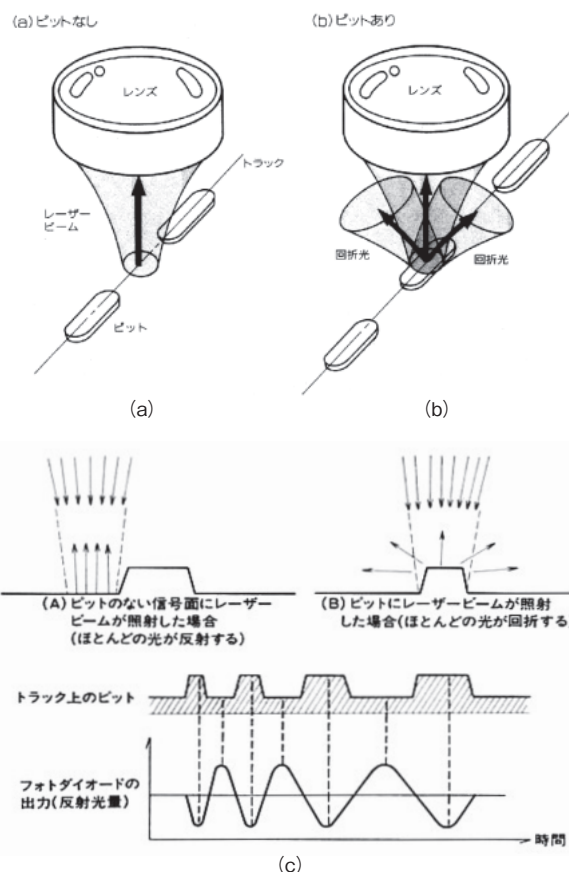 (a)ピットなし
(b)ピットあり
レンズ
レンズ
トラック
レーザー
ビーム
回折光
回折光
ピット
(a)
(b)
(A)ピットのない信号面にレーザー
ビームが照射した場合
(ほとんどの光が反射する)
(B)ピットにレーザービームが照射
した場合(ほとんどの光が回折する)
トラック上のピット
フォトダイオードの
出力(反射光量)
時間
(c)